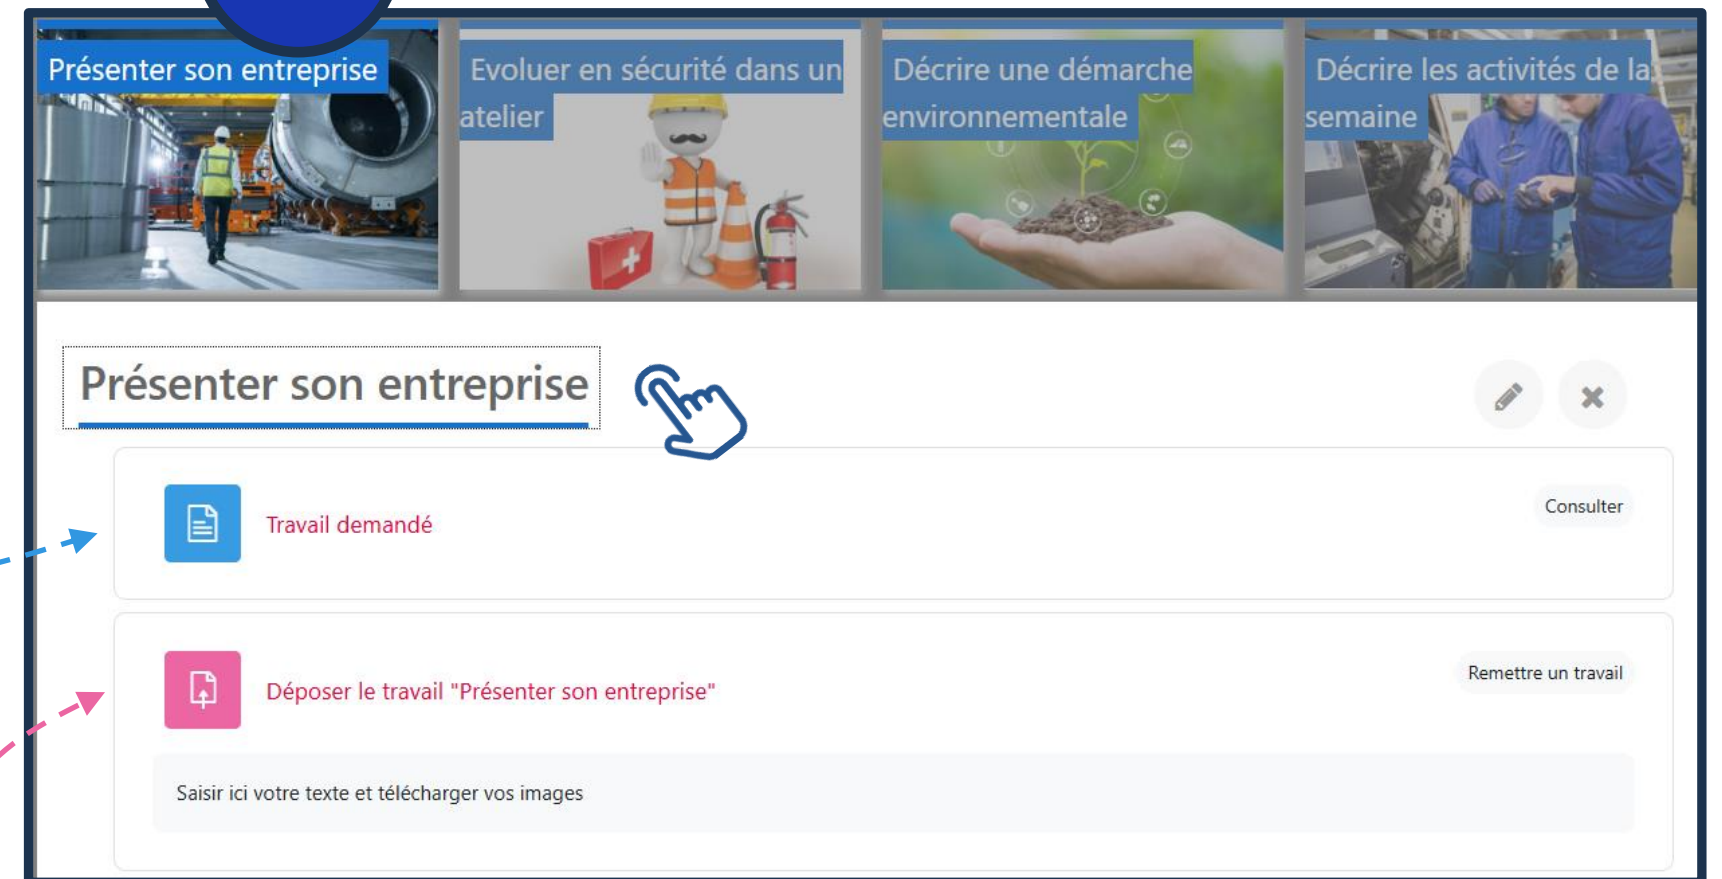 Présenter son entreprise
Evoluer en sécurité dans un
atelier
Décrire une démarche
environnementale
Décrire les activités de la
semaine
Présenter son entreprise
Travail demandé
Consulter
Déposer le travail "Présenter son entreprise"
Remettre un travail
Saisir ici votre texte et télécharger vos images